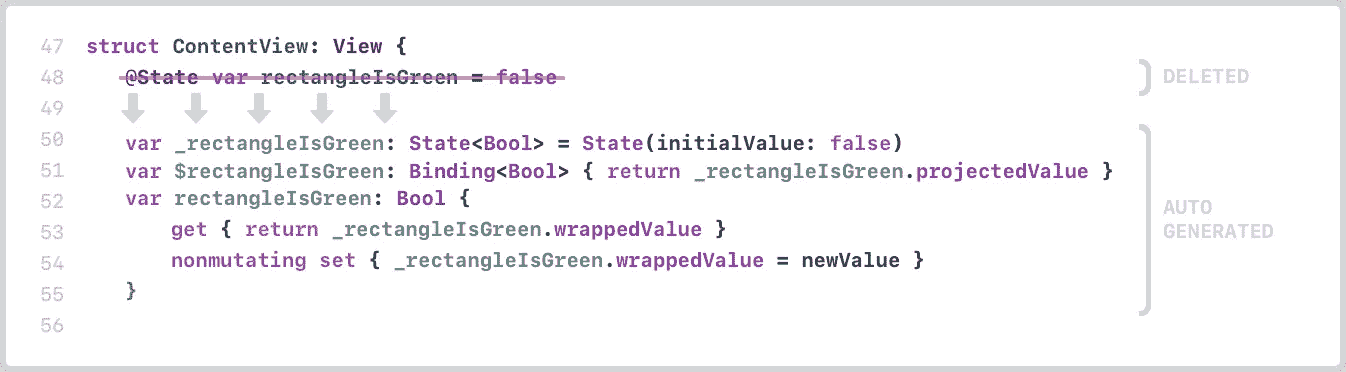 47 struct ContentView: View {
48 @State var rectangleIsGreen = false
DELETED
49
50 var _rectangleIsGreen: State<Bool> = State(initialValue: false)
51 var $rectangleIsGreen: Binding<Bool> { return _rectangleIsGreen.projectedValue }
52 var rectangleIsGreen: Bool {
AUTO
GENERATED
53 get { return _rectangleIsGreen.wrappedValue }
54 nonmutating set { _rectangleIsGreen.wrappedValue = newValue }
55 }
56